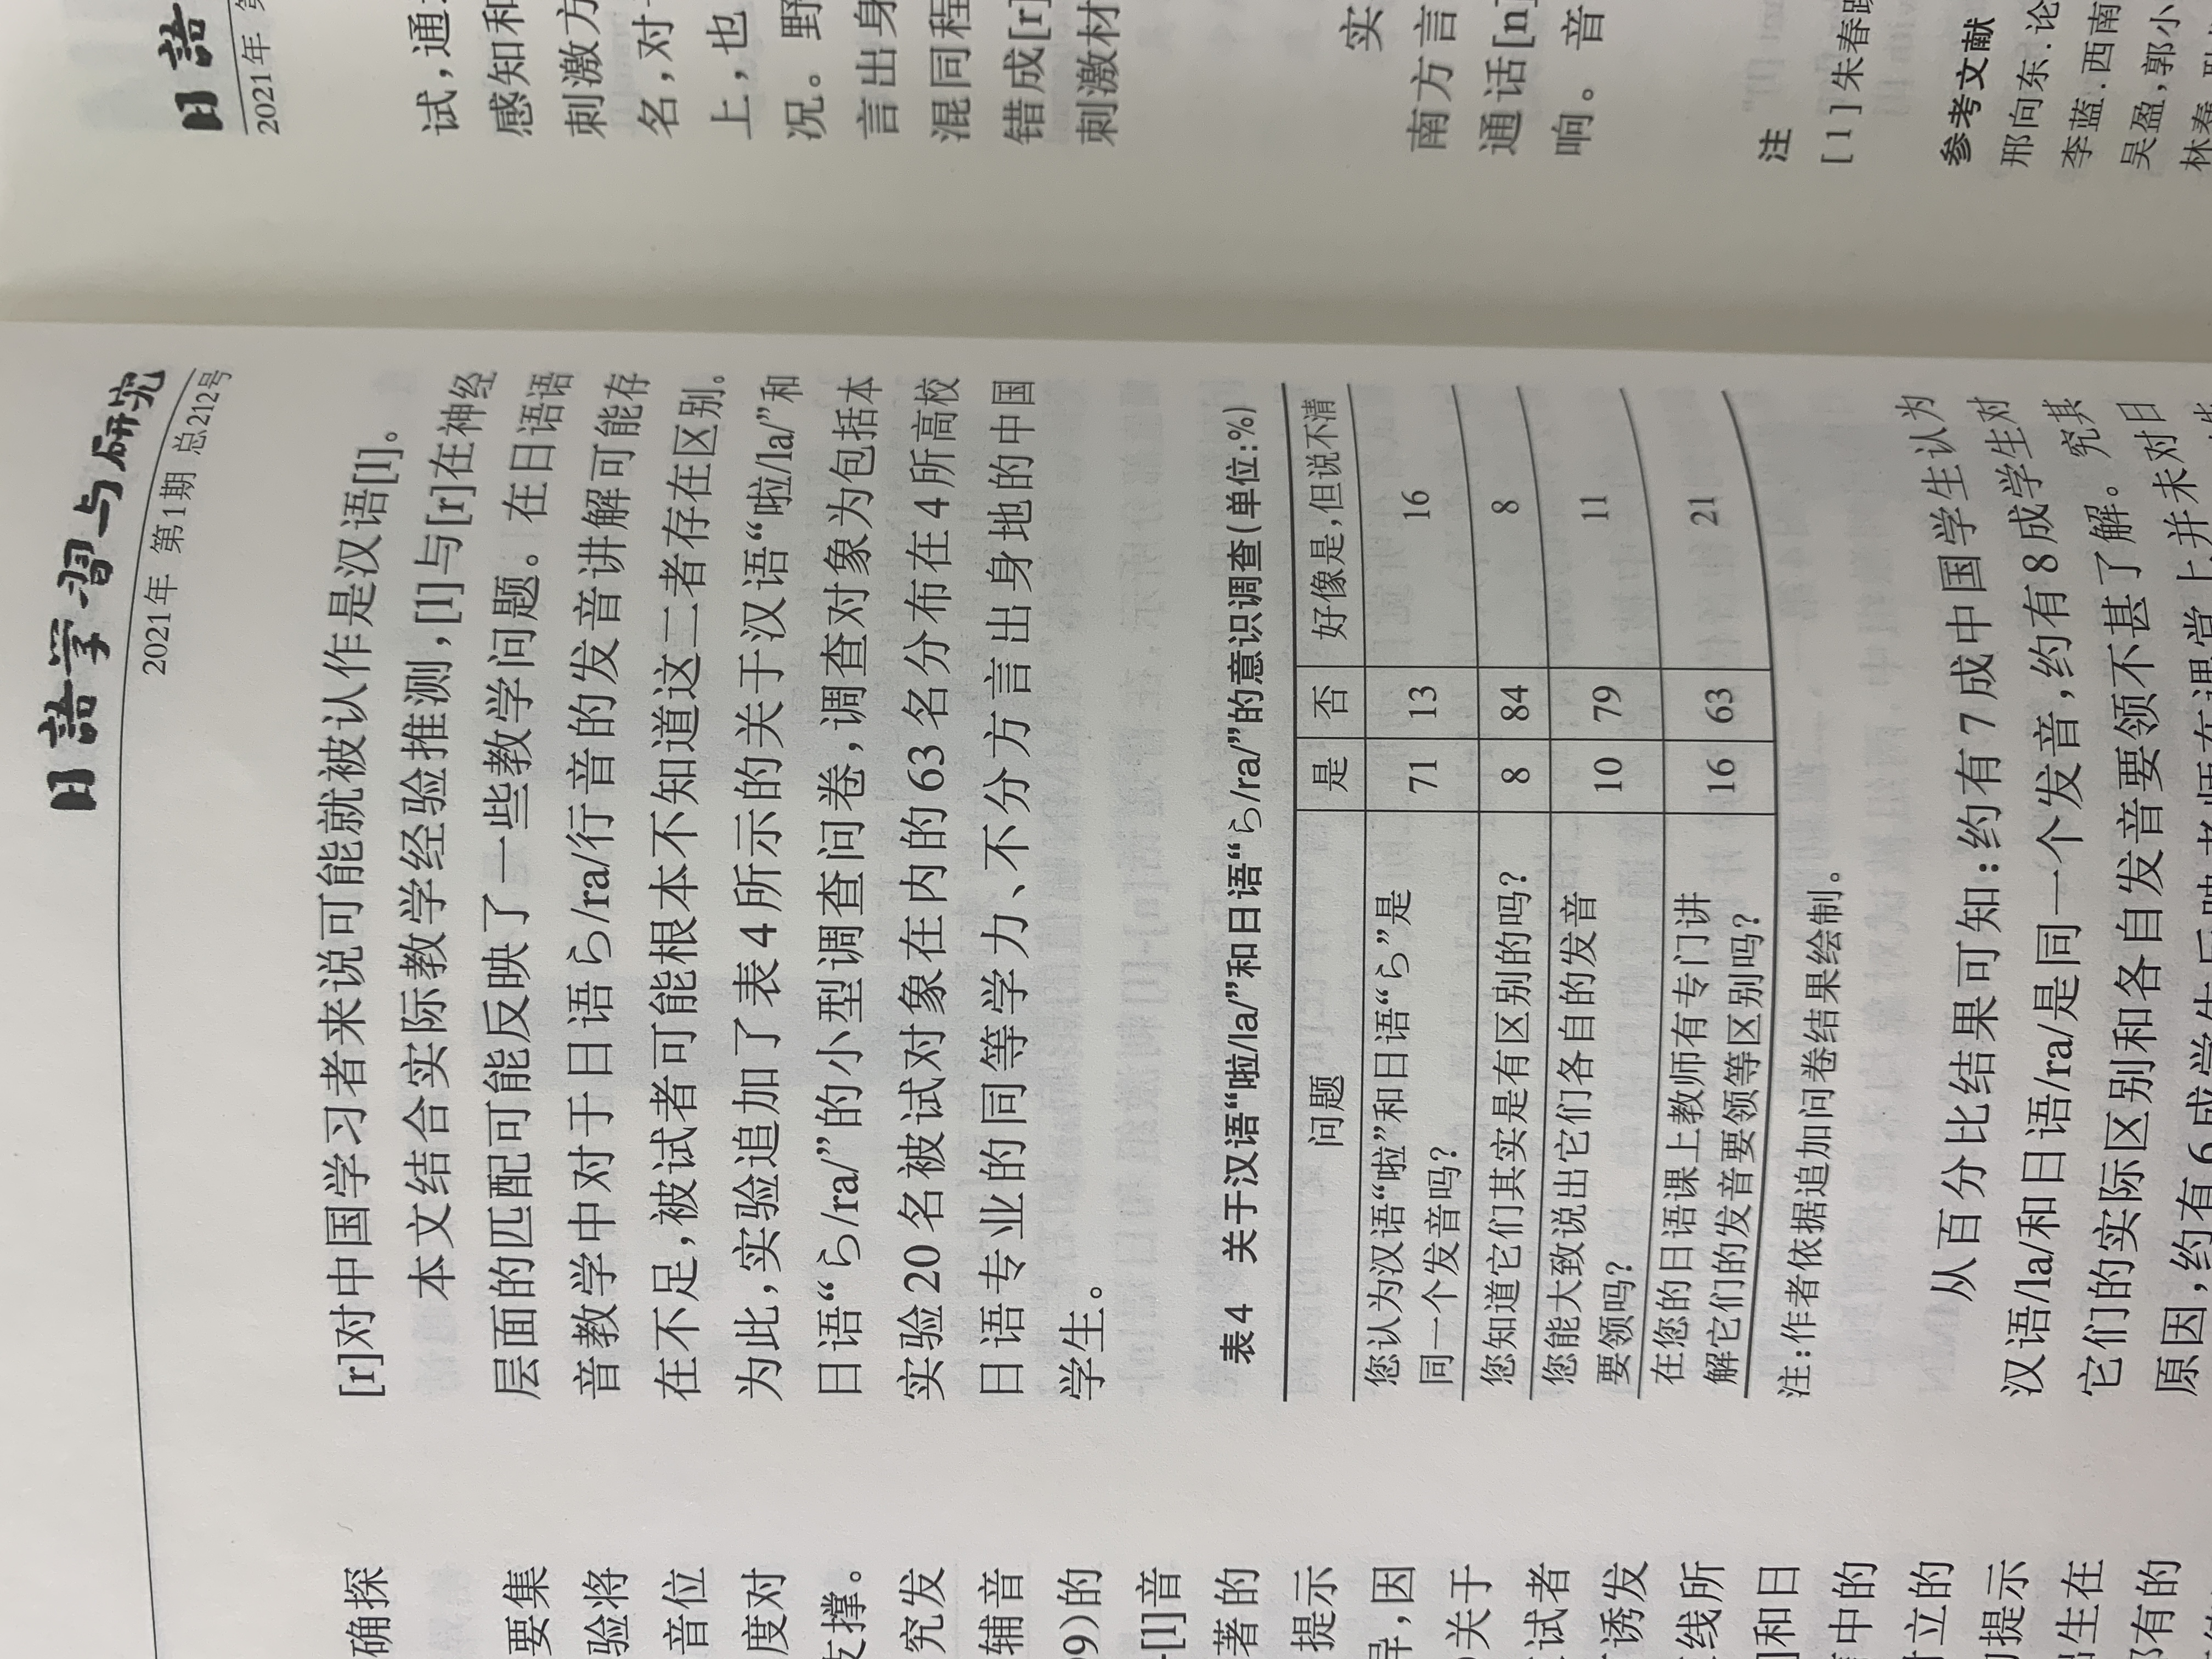 日語学習与研究
2021年 第1期 总212号
确探
要集
验将
音位
度对
支撑。
究发
辅音
99)的
-[l]音
著的
提示
异,因
)关于
试者
诱发
线所
]和日
中的
立的
提示
出生在
都有的
[r]对中国学习者来说可能就被认作是汉语[l]。
本文结合实际教学经验推测,[l]与[r]在神经
层面的匹配可能反映了一些教学问题。在日语语
音教学中对于日语ら/ra/行音的发音讲解可能存
在不足,被试者可能根本不知道这二者存在区别。
为此,实验追加了表4所示的关于汉语“啦/la/”和
日语“ら/ra/”的小型调查问卷,调查对象为包括本
实验20名被试对象在内的63名分布在4所高校
日语专业的同等学力、不分方言出身地的中国
学生。
表4 关于汉语“啦/la/”和日语“ら/ra/”的意识调查(单位:%)
问题 是 否 好像是,但说不清
您认为汉语“啦”和日语“ら”是
同一个发音吗? 71 13 16
您知道它们其实是有区别的吗? 8 84 8
您能大致说出它们各自的发音
要领吗? 10 79 11
在您的日语课上教师有专门讲
解它们的发音要领等区别吗? 16 63 21
注:作者依据追加问卷结果绘制。
从百分比结果可知:约有7成中国学生认为
汉语/la/和日语/ra/是同一个发音,约有8成学生对
它们的实际区别和各自发音要领不甚了解。究其
原因,约有6成学生反映老师在课堂上并未对日
日語
2021年 第
试,通
感知和
刺激方
名,对
上,也
况。野
言出身
混同程
错成[r]
刺激材
实
南方言
通话[n]
响。音
注
[1]朱春
参考文献
邢向东.论
李蓝.西南
吴盈,郭小
林春